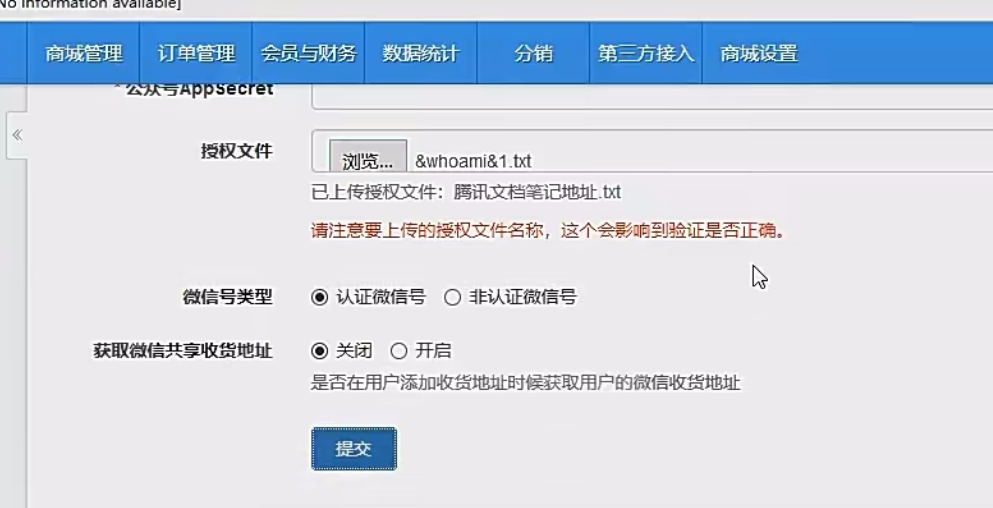 No information available]
商城管理 订单管理 会员与财务 数据统计 分销 第三方接入 商城设置
* 公众号AppSecret
«
授权文件 浏览... &whoami&1.txt
已上传授权文件：腾讯文档笔记地址.txt
请注意要上传的授权文件名称，这个会影响到验证是否正确。
微信号类型 认证微信号 非认证微信号
获取微信共享收货地址 关闭 开启
是否在用户添加收货地址时候获取用户的微信收货地址
提交